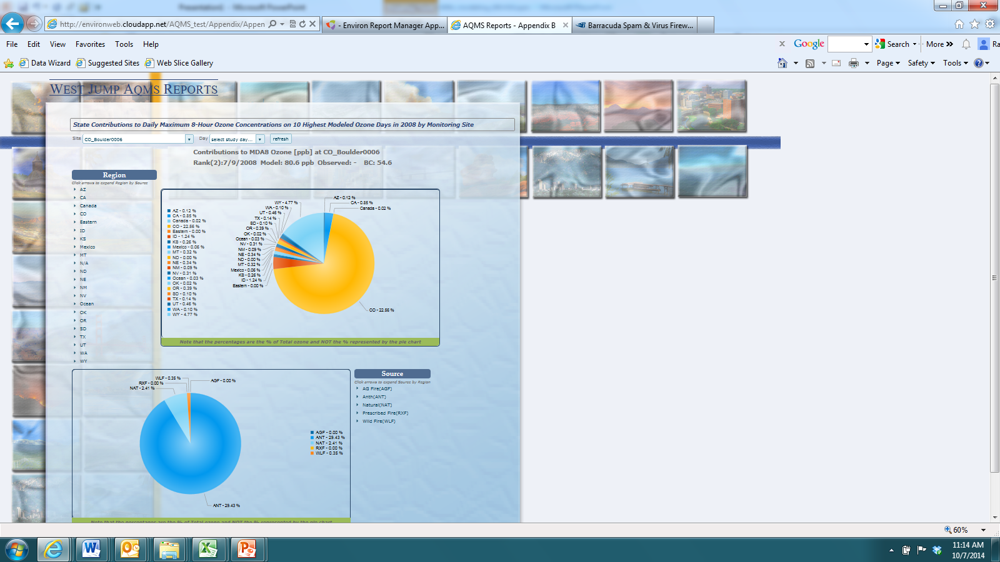 Presentation1 - Microsoft PowerPoint
http://environweb.cloudapp.net/AQMS_test/Appendix/Appen
- Environ Report Manager App...
AQMS Reports - Appendix B
Barracuda Spam & Virus Firew...
File Edit View Favorites Tools Help
Google Search More »
Data Wizard Suggested Sites Web Slice Gallery
Page Safety Tools
WEST JUMP AQMS REPORTS
State Contributions to Daily Maximum 8-Hour Ozone Concentrations on 10 Highest Modeled Ozone Days in 2008 by Monitoring Site
Site CO_Boulder0006 Day select study day... refresh
Contributions to MDA8 Ozone [ppb] at CO_Boulder0006
Rank(2):7/9/2008 Model: 80.6 ppb Observed: - BC: 54.6
Region
Click arrows to expand Region by Source
AZ
CA
Canada
CO
Eastern
ID
KS
Mexico
MT
N/A
ND
NE
NM
NV
Ocean
OK
OR
SD
TX
UT
WA
WY
AZ - 0.12 %
CA - 0.85 %
Canada - 0.02 %
CO - 22.56 %
Eastern - 0.00 %
ID - 1.24 %
KS - 0.26 %
Mexico - 0.06 %
MT - 0.32 %
ND - 0.00 %
NE - 0.34 %
NM - 0.09 %
NV - 0.31 %
Ocean - 0.03 %
OK - 0.02 %
OR - 0.39 %
SD - 0.10 %
TX - 0.14 %
UT - 0.46 %
WA - 0.10 %
WY - 4.77 %
AZ - 0.12 %
CA - 0.85 %
Canada - 0.02 %
WY - 4.77 %
WA - 0.10 %
UT - 0.46 %
TX - 0.14 %
SD - 0.10 %
OR - 0.39 %
OK - 0.02 %
Ocean - 0.03 %
NV - 0.31 %
NM - 0.09 %
NE - 0.34 %
ND - 0.00 %
MT - 0.32 %
Mexico - 0.06 %
KS - 0.26 %
ID - 1.24 %
Eastern - 0.00 %
CO - 22.56 %
Note that the percentages are the % of Total ozone and NOT the % represented by the pie chart
WLF - 0.35 %
RXF - 0.00 %
NAT - 2.41 %
AGF - 0.00 %
ANT - 29.43 %
AGF - 0.00 %
ANT - 29.43 %
NAT - 2.41 %
RXF - 0.00 %
WLF - 0.35 %
Note that the percentages are the % of Total ozone and NOT the % represented by the pie chart
Source
Click arrows to expand Source by Region
AG Fire(AGF)
Anth(ANT)
Natural(NAT)
Prescribed Fire(RXF)
Wild Fire(WLF)
60%
11:14 AM
10/7/2014